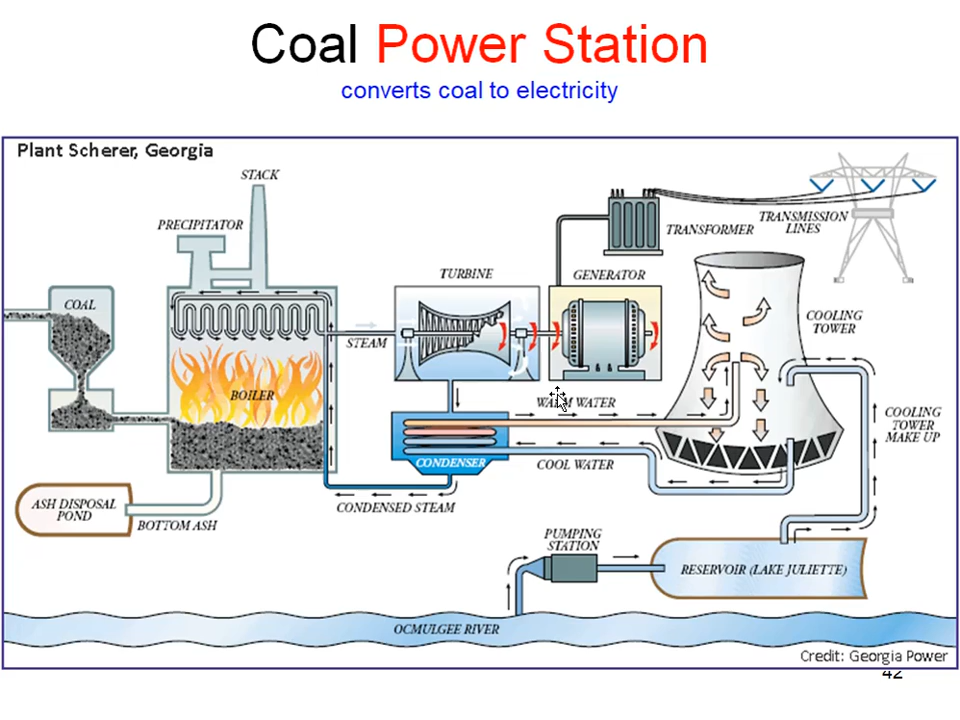 Coal Power Station
converts coal to electricity
Plant Scherer, Georgia
STACK
PRECIPITATOR
TRANSMISSION
LINES
TRANSFORMER
TURBINE
GENERATOR
COAL
COOLING
TOWER
STEAM
BOILER
WARM WATER
COOLING
TOWER
MAKE UP
CONDENSER
COOL WATER
ASH DISPOSAL
POND
CONDENSED STEAM
BOTTOM ASH
PUMPING
STATION
RESERVOIR (LAKE JULIETTE)
OCMULGEE RIVER
Credit: Georgia Power
42